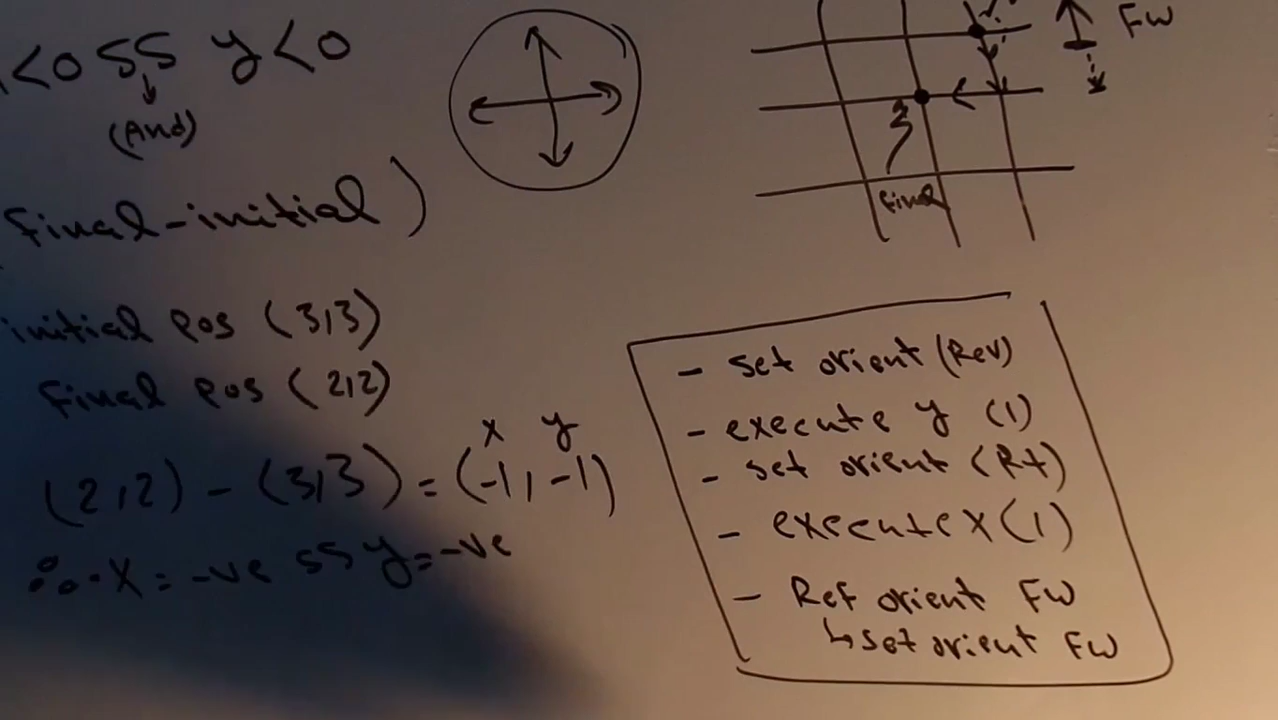 <0 SS y<0
(And)
final-initial)
initial pos (3,3)
final pos (2,2)
x y
(2,2) - (3,3) = (-1, -1)
∴ x = -ve SS y = -ve
FW
final
- set orient (Rev)
- execute y (1)
- set orient (Rt)
- execute x (1)
- Ref orient FW
↳ set orient FW